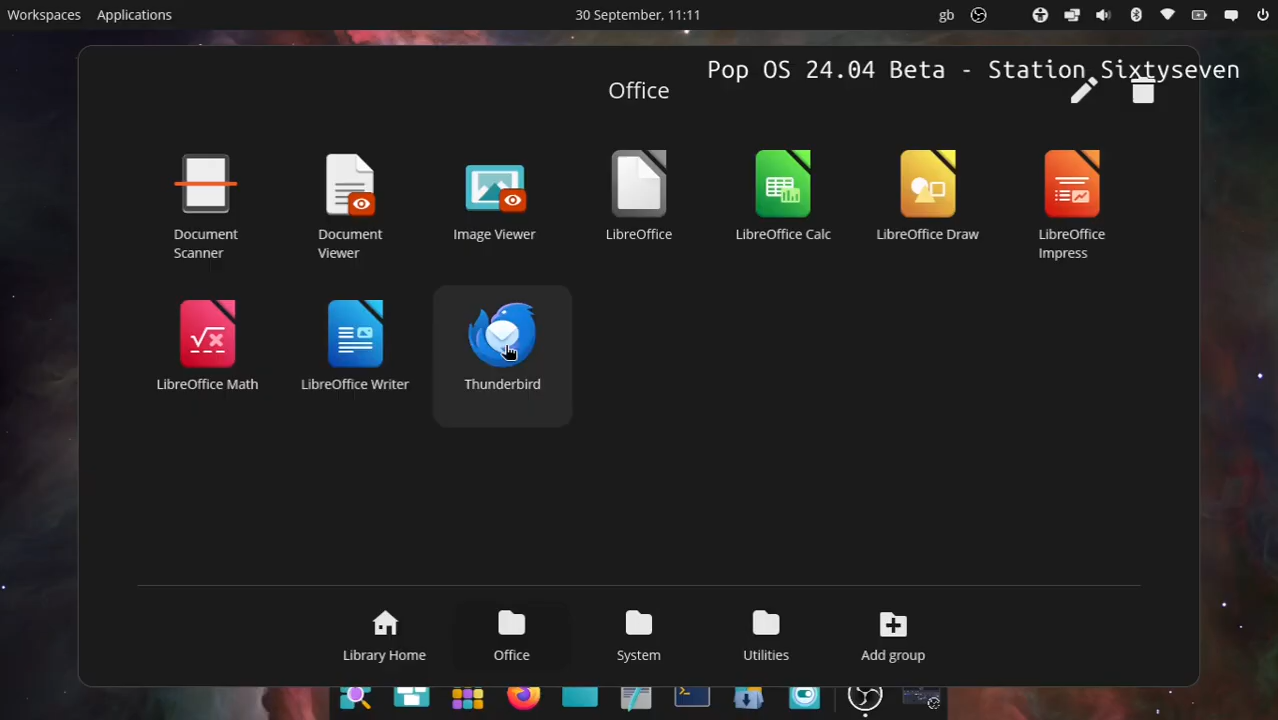 Workspaces Applications 30 September, 11:11 gb
Pop OS 24.04 Beta - Station Sixtyseven
Office
Document Scanner
Document Viewer
Image Viewer
LibreOffice
LibreOffice Calc
LibreOffice Draw
LibreOffice Impress
LibreOffice Math
LibreOffice Writer
Thunderbird
Library Home
Office
System
Utilities
Add group